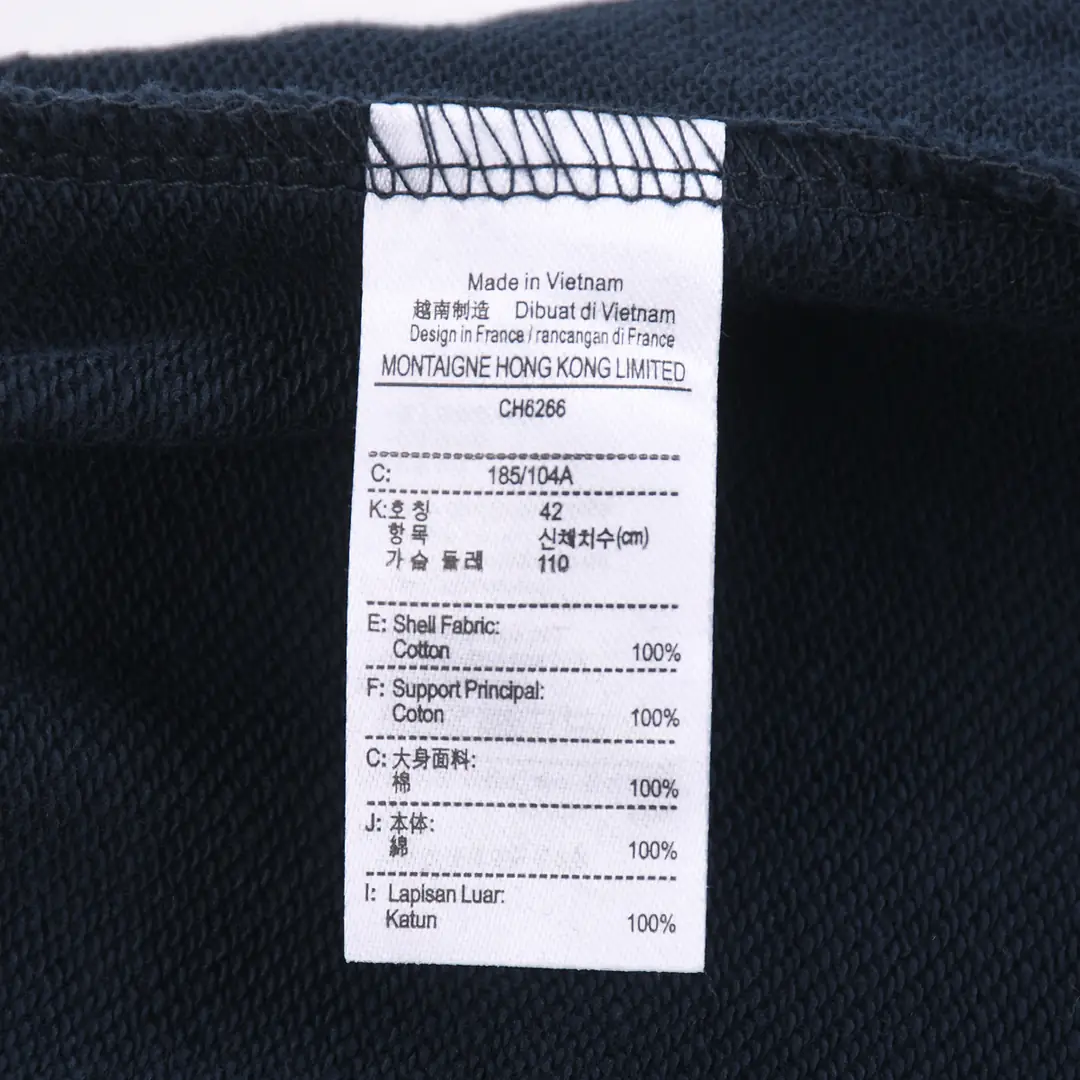 Made in Vietnam
越南制造 Dibuat di Vietnam
Design in France / rancangan di France
MONTAIGNE HONG KONG LIMITED
CH6266
C: 185/104A
K:호 칭 42
항 목 신체치수(cm)
가 슴 둘 레 110
E: Shell Fabric:
Cotton 100%
F: Support Principal:
Coton 100%
C: 大身面料:
棉 100%
J: 本体:
綿 100%
I: Lapisan Luar:
Katun 100%